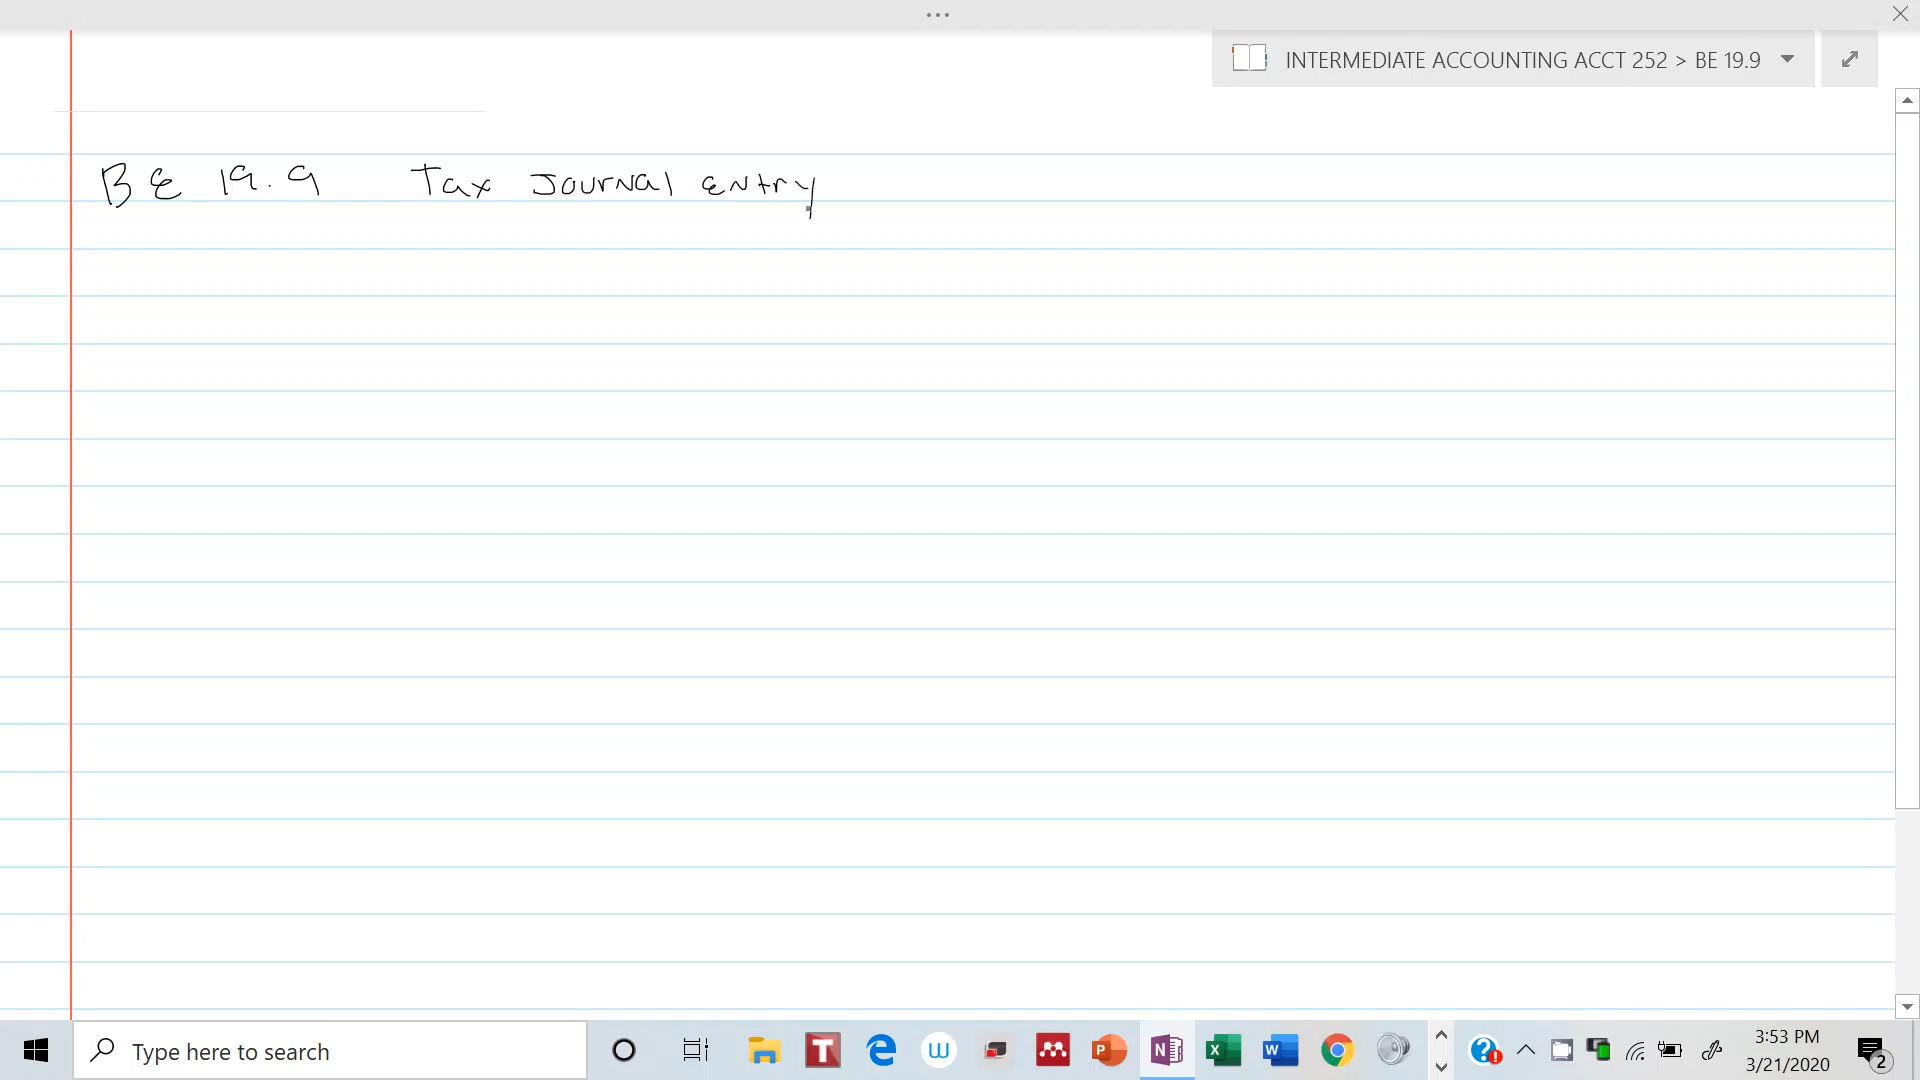 INTERMEDIATE ACCOUNTING ACCT 252 > BE 19.9
BE 19.9 Tax Journal Entry
Type here to search
3:53 PM
3/21/2020
2